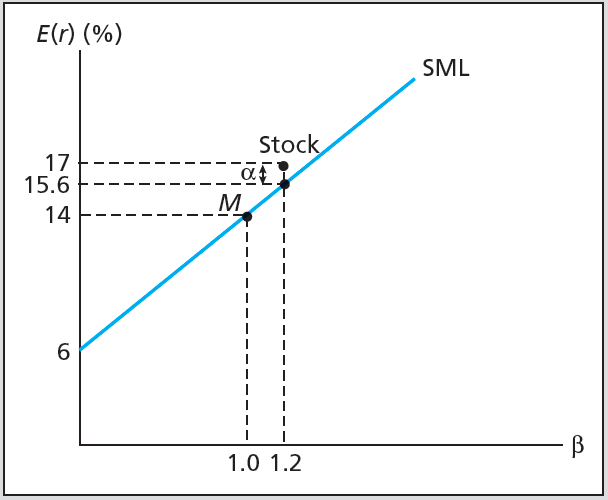 E(r) (%)
SML
Stock
17
α
15.6
M
14
6
1.0 1.2
β